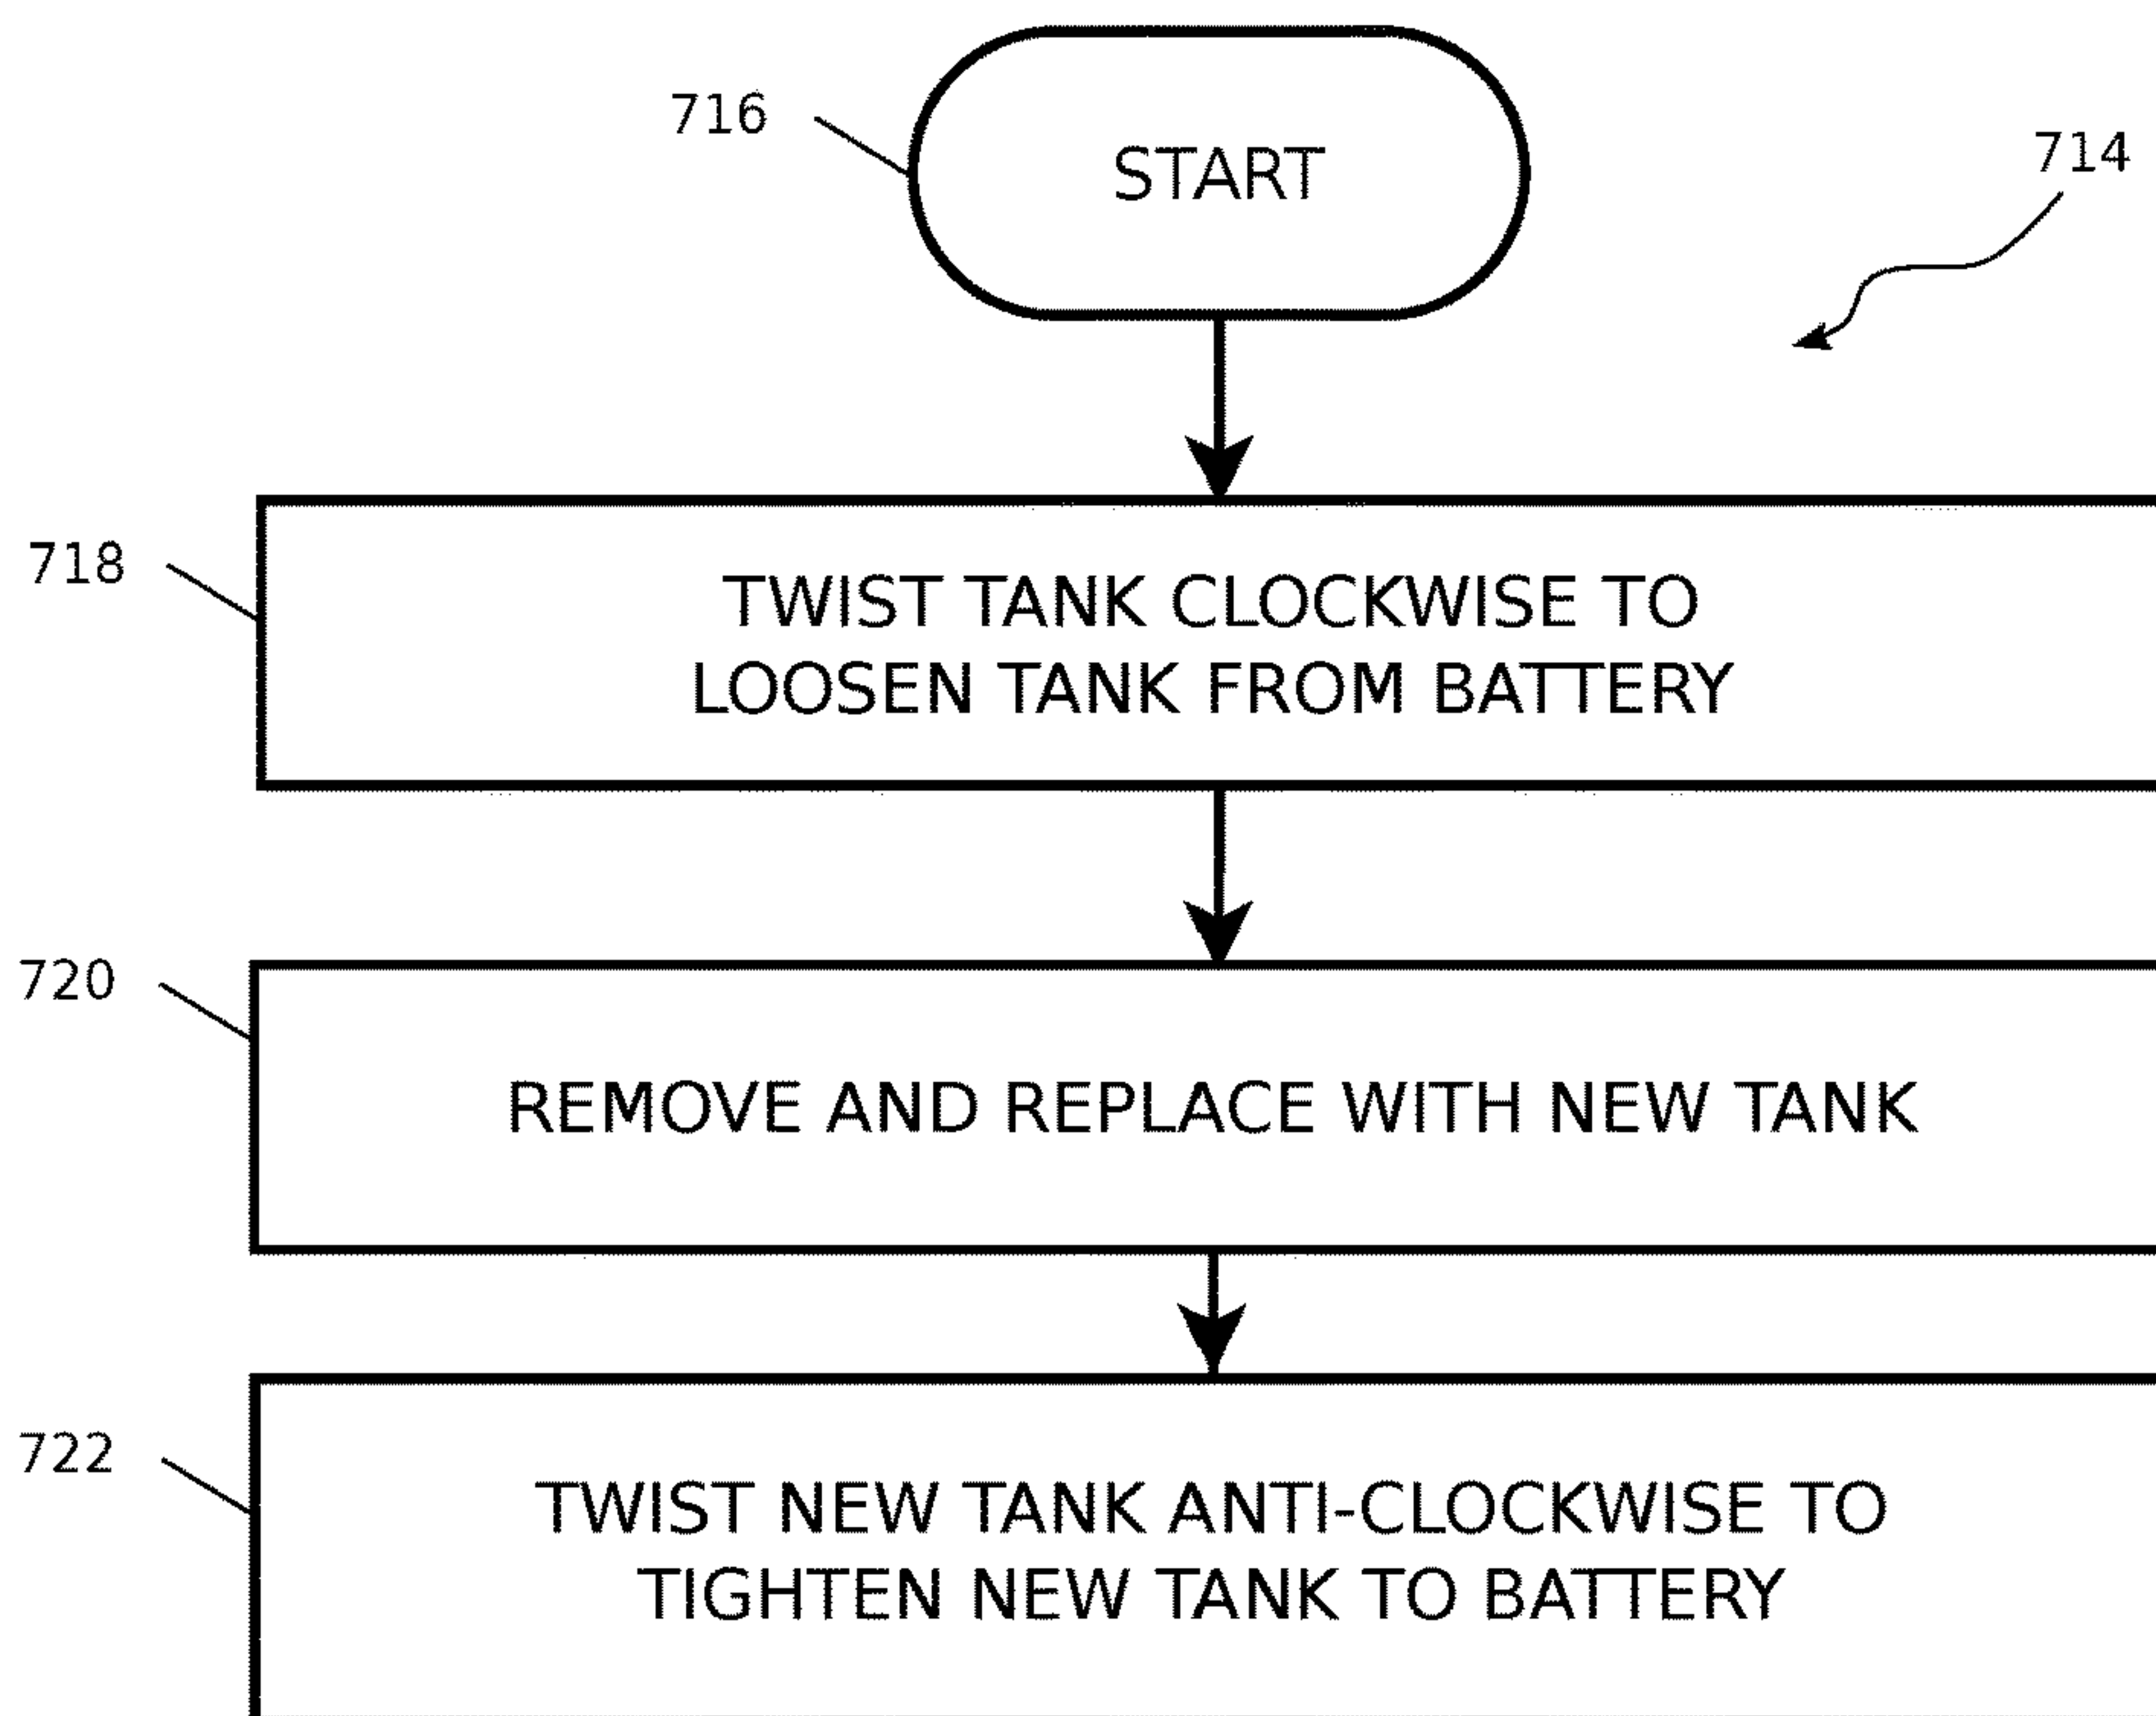 716
START
714
718
TWIST TANK CLOCKWISE TO
LOOSEN TANK FROM BATTERY
720
REMOVE AND REPLACE WITH NEW TANK
722
TWIST NEW TANK ANTI-CLOCKWISE TO
TIGHTEN NEW TANK TO BATTERY